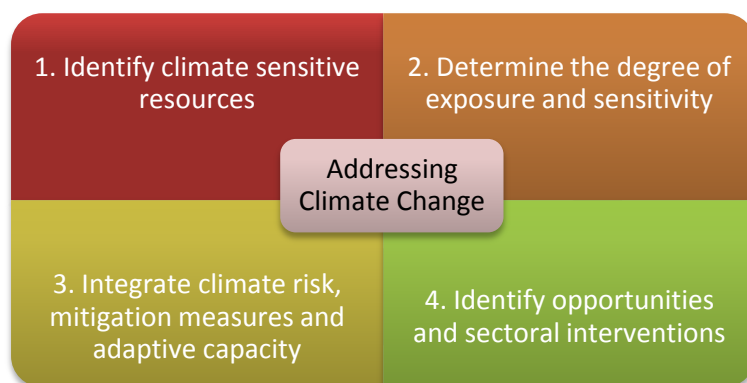 1. Identify climate sensitive
resources
2. Determine the degree of
exposure and sensitivity
Addressing
Climate Change
3. Integrate climate risk,
mitigation measures and
adaptive capacity
4. Identify opportunities
and sectoral interventions